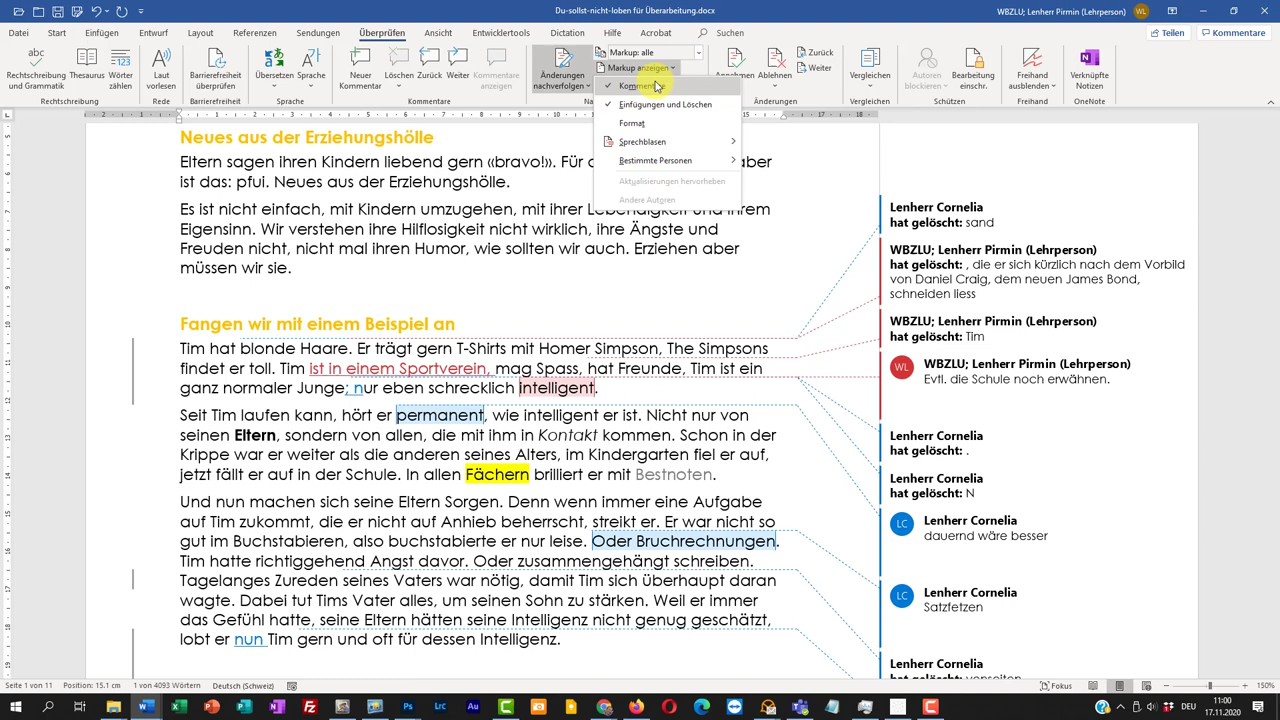 Du-sollst-nicht-loben für Überarbeitung.docx
WBZLU; Lenherr Pirmin (Lehrperson) WL
Datei Start Einfügen Entwurf Layout Referenzen Sendungen Überprüfen Ansicht Entwicklertools Dictation Hilfe Acrobat Suchen Teilen Kommentare
abc 123
Rechtschreibung und Grammatik
Thesaurus
Wörter zählen
Rechtschreibung
Laut vorlesen
Rede
Barrierefreiheit überprüfen
Barrierefreiheit
Übersetzen
Sprache
Sprache
Neuer Kommentar
Löschen
Zurück
Weiter
Kommentare anzeigen
Kommentare
Änderungen nachverfolgen
Markup: alle
Markup anzeigen
Ablehnen
Zurück
Weiter
Änderungen
Vergleichen
Vergleichen
Autoren blockieren
Bearbeitung einschr.
Schützen
Freihand ausblenden
Freihand
Verknüpfte Notizen
OneNote
Einfügungen und Löschen
Format
Sprechblasen
Bestimmte Personen
Aktualisierungen hervorheben
Andere Autoren
Neues aus der Erziehungshölle
Eltern sagen ihren Kindern liebend gern «bravo!». Für aber
ist das: pfui. Neues aus der Erziehungshölle.
Es ist nicht einfach, mit Kindern umzugehen, mit ihrer Lebendigkeit und ihrem
Eigensinn. Wir verstehen ihre Hilflosigkeit nicht wirklich, ihre Ängste und
Freuden nicht, nicht mal ihren Humor, wie sollten wir auch. Erziehen aber
müssen wir sie.
Fangen wir mit einem Beispiel an
Tim hat blonde Haare. Er trägt gern T-Shirts mit Homer Simpson, The Simpsons
findet er toll. Tim ist in einem Sportverein, mag Spass, hat Freunde, Tim ist ein
ganz normaler Junge; nur eben schrecklich intelligent.
Seit Tim laufen kann, hört er permanent, wie intelligent er ist. Nicht nur von
seinen Eltern, sondern von allen, die mit ihm in Kontakt kommen. Schon in der
Krippe war er weiter als die anderen seines Alters, im Kindergarten fiel er auf,
jetzt fällt er auf in der Schule. In allen Fächern brilliert er mit Bestnoten.
Und nun machen sich seine Eltern Sorgen. Denn wenn immer eine Aufgabe
auf Tim zukommt, die er nicht auf Anhieb beherrscht, streikt er. Er war nicht so
gut im Buchstabieren, also buchstabierte er nur leise. Oder Bruchrechnungen.
Tim hatte richtiggehend Angst davor. Oder zusammengehängt schreiben.
Tagelanges Zureden seines Vaters war nötig, damit Tim sich überhaupt daran
wagte. Dabei tut Tims Vater alles, um seinen Sohn zu stärken. Weil er immer
das Gefühl hatte, seine Eltern hätten seine Intelligenz nicht genug geschätzt,
lobt er nun Tim gern und oft für dessen Intelligenz.
Lenherr Cornelia
hat gelöscht: sand
WBZLU; Lenherr Pirmin (Lehrperson)
hat gelöscht: , die er sich kürzlich nach dem Vorbild
von Daniel Craig, dem neuen James Bond,
schneiden liess
WBZLU; Lenherr Pirmin (Lehrperson)
hat gelöscht: Tim
WL WBZLU; Lenherr Pirmin (Lehrperson)
Evtl. die Schule noch erwähnen.
Lenherr Cornelia
hat gelöscht: .
Lenherr Cornelia
hat gelöscht: N
LC Lenherr Cornelia
dauernd wäre besser
LC Lenherr Cornelia
Satzfetzen
Lenherr Cornelia
Seite 1 von 11 Position: 15.1 cm 1 von 4093 Wörtern Deutsch (Schweiz) Fokus 150%
11:00
17.11.2020